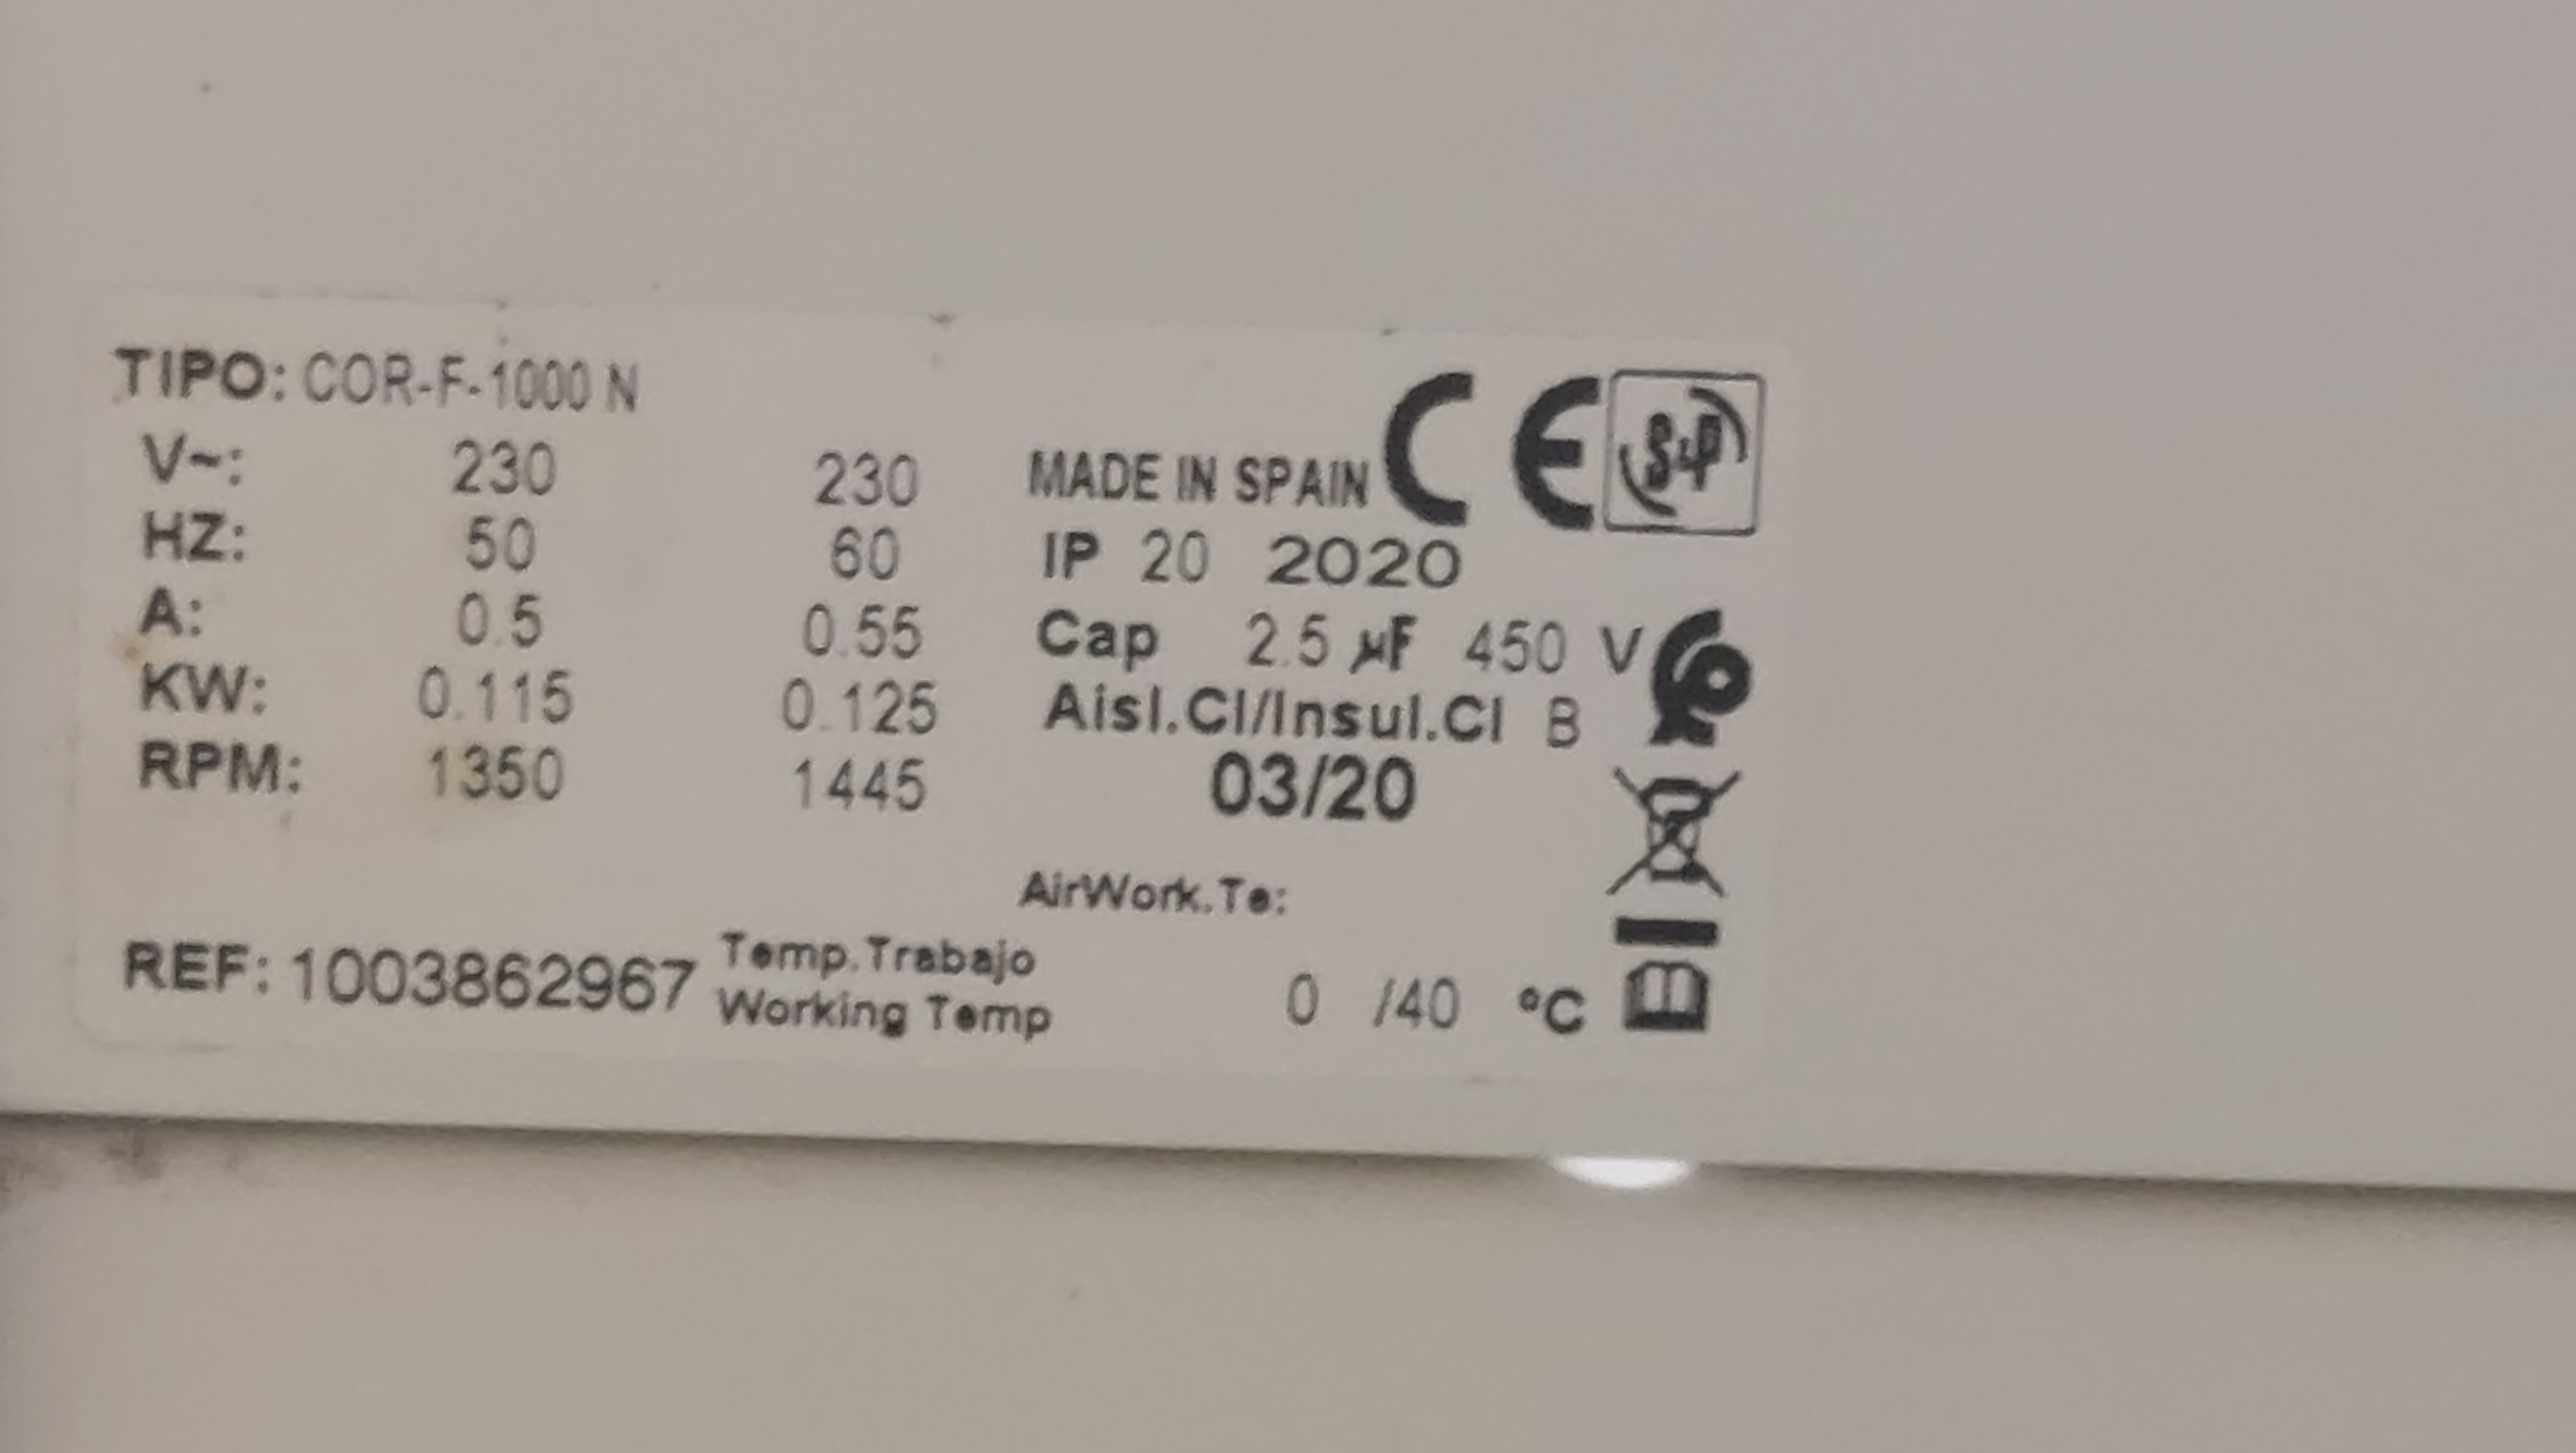 TIPO: COR-F-1000 N
V~: 230 230
HZ: 50 60
A: 0.5 0.55
KW: 0.115 0.125
RPM: 1350 1445
MADE IN SPAIN CE S&P
IP 20 2020
Cap 2.5 µF 450 V
Aisl.Cl/Insul.Cl B
03/20
AirWork.Te:
REF: 1003862967
Temp.Trabajo
Working Temp 0 /40 ºC